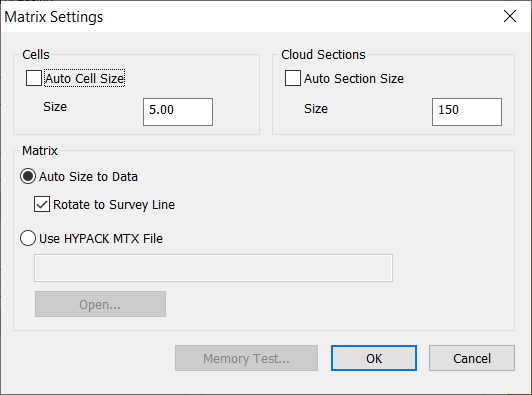 Matrix Settings
Cells
Auto Cell Size
Size 5.00
Cloud Sections
Auto Section Size
Size 150
Matrix
Auto Size to Data
Rotate to Survey Line
Use HYPACK MTX File
Open...
Memory Test... OK Cancel